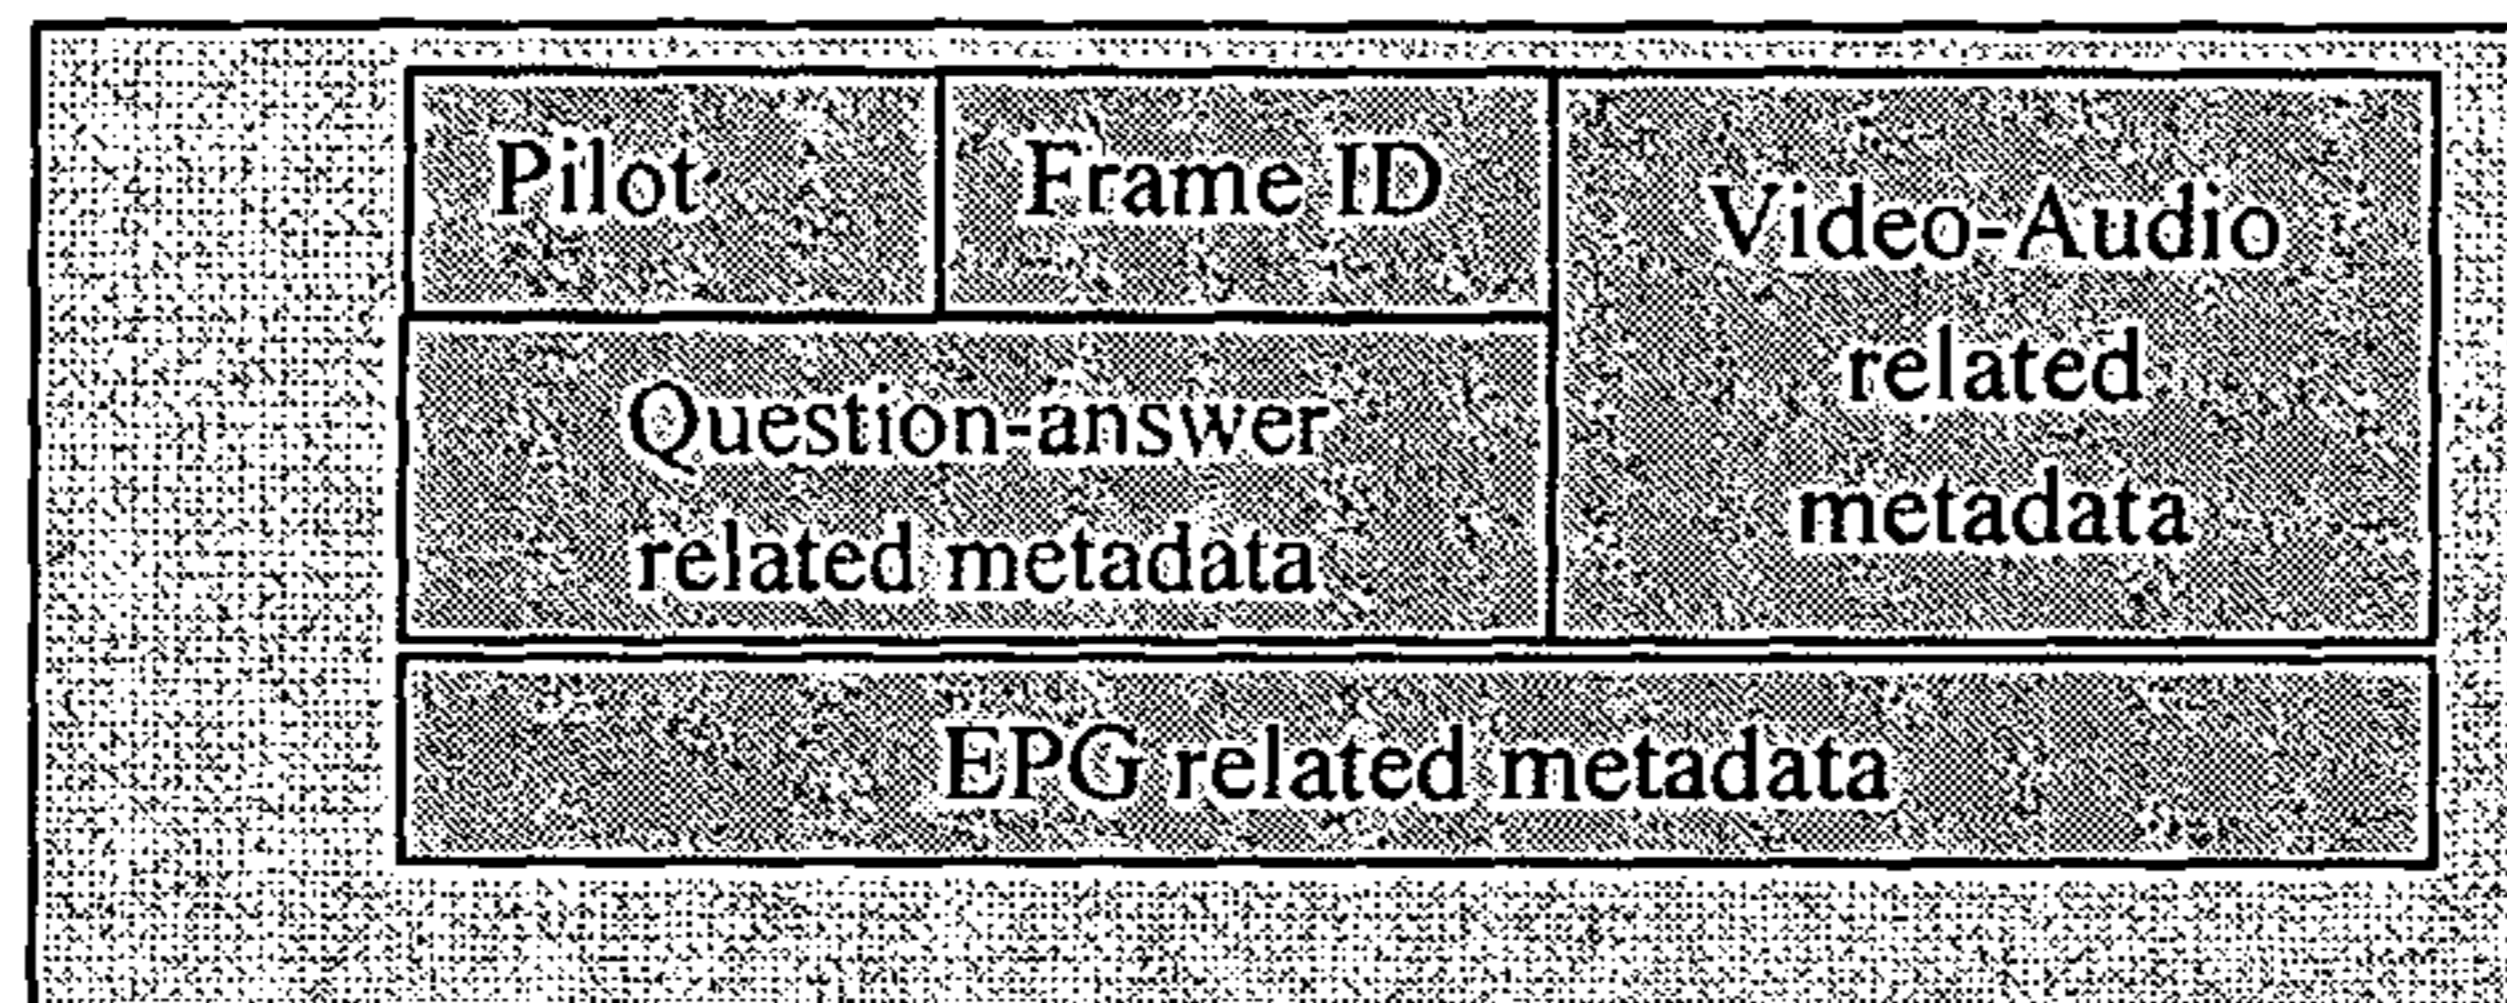 Pilot
Frame ID
Video-Audio
related
metadata
Question-answer
related metadata
EPG related metadata